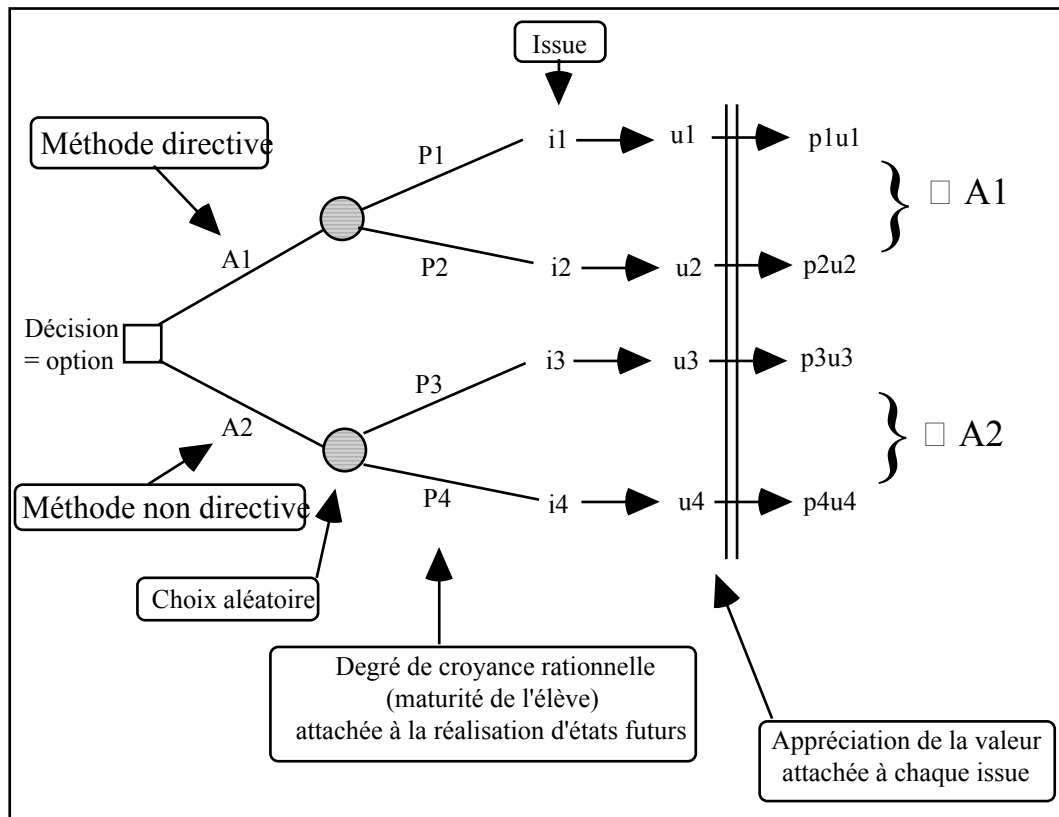 Issue
Méthode directive
P1
i1
u1
p1u1
A1
P2
i2
u2
p2u2
□ A1
Décision
= option
P3
i3
u3
p3u3
A2
P4
i4
u4
p4u4
□ A2
Méthode non directive
Choix aléatoire
Degré de croyance rationnelle
(maturité de l'élève)
attachée à la réalisation d'états futurs
Appréciation de la valeur
attachée à chaque issue